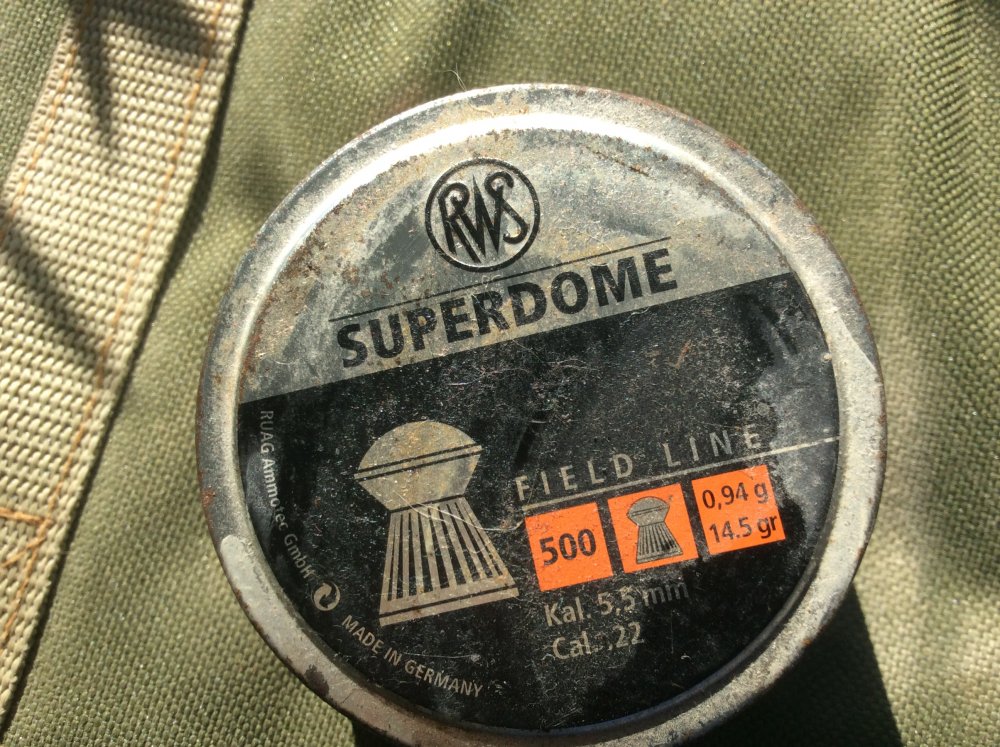 RWS
SUPERDOME
FIELD LINE
500
0,94 g
14.5 gr
Kal. 5,5 mm
Cal. .22
RUAG Ammotec GmbH
MADE IN GERMANY